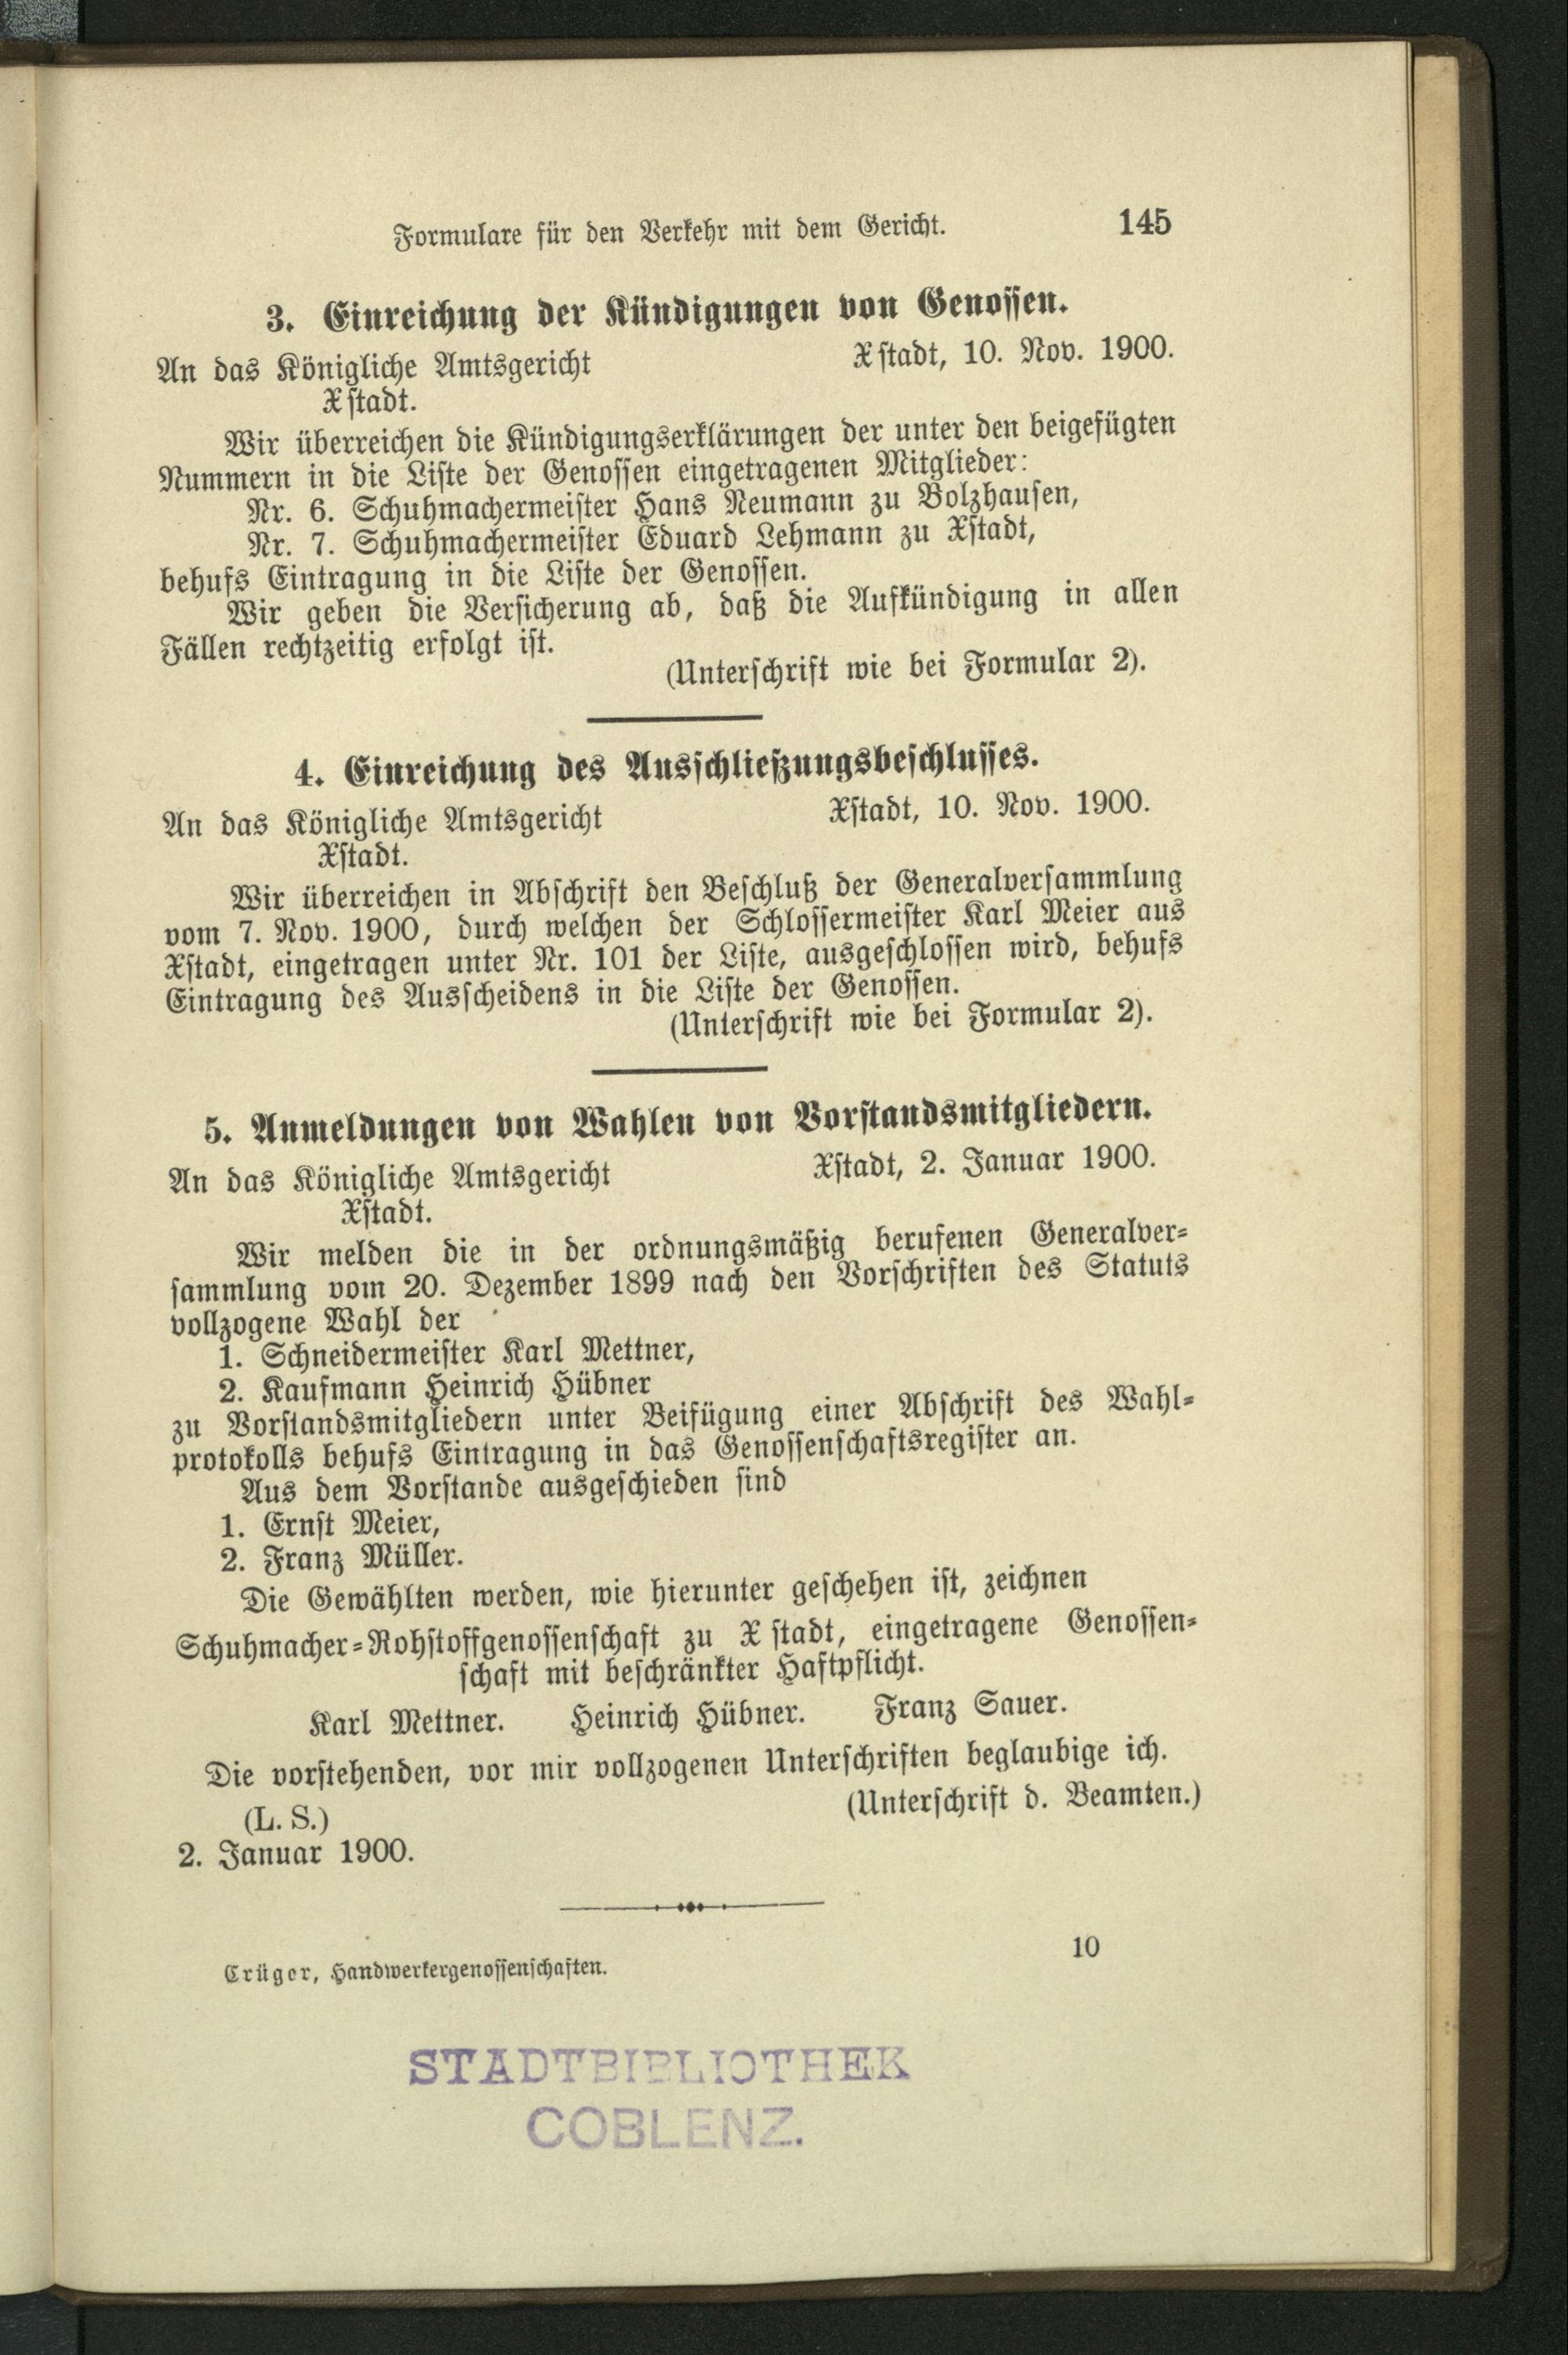 Formulare für den Verkehr mit dem Gericht. 145
3. Einreichung der Kündigungen von Genossen.
An das Königliche Amtsgericht Xstadt, 10. Nov. 1900.
Xstadt.
Wir überreichen die Kündigungserklärungen der unter den beigefügten
Nummern in die Liste der Genossen eingetragenen Mitglieder:
Nr. 6. Schuhmachermeister Hans Neumann zu Bolzhausen,
Nr. 7. Schuhmachermeister Eduard Lehmann zu Xstadt,
behufs Eintragung in die Liste der Genossen.
Wir geben die Versicherung ab, daß die Aufkündigung in allen
Fällen rechtzeitig erfolgt ist.
(Unterschrift wie bei Formular 2).
4. Einreichung des Ausschließungsbeschlusses.
An das Königliche Amtsgericht Xstadt, 10. Nov. 1900.
Xstadt.
Wir überreichen in Abschrift den Beschluß der Generalversammlung
vom 7. Nov. 1900, durch welchen der Schlossermeister Karl Meier aus
Xstadt, eingetragen unter Nr. 101 der Liste, ausgeschlossen wird, behufs
Eintragung des Ausscheidens in die Liste der Genossen.
(Unterschrift wie bei Formular 2).
5. Anmeldungen von Wahlen von Vorstandsmitgliedern.
An das Königliche Amtsgericht Xstadt, 2. Januar 1900.
Xstadt.
Wir melden die in der ordnungsmäßig berufenen Generalver-
sammlung vom 20. Dezember 1899 nach den Vorschriften des Statuts
vollzogene Wahl der
1. Schneidermeister Karl Mettner,
2. Kaufmann Heinrich Hübner
zu Vorstandsmitgliedern unter Beifügung einer Abschrift des Wahl-
protokolls behufs Eintragung in das Genossenschaftsregister an.
Aus dem Vorstande ausgeschieden sind
1. Ernst Meier,
2. Franz Müller.
Die Gewählten werden, wie hierunter geschehen ist, zeichnen
Schuhmacher-Rohstoffgenossenschaft zu X stadt, eingetragene Genossen-
schaft mit beschränkter Haftpflicht.
Karl Mettner. Heinrich Hübner. Franz Sauer.
Die vorstehenden, vor mir vollzogenen Unterschriften beglaubige ich.
(L. S.) (Unterschrift d. Beamten.)
2. Januar 1900.
Crüger, Handwerkergenossenschaften. 10
STADTBIBLIOTHEK
COBLENZ.